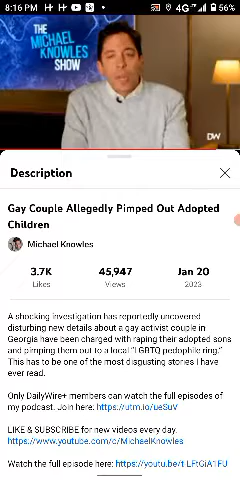 8:16 PM
4G
56%
THE
MICHAEL
KNOWLES
SHOW
DW
Description
Gay Couple Allegedly Pimped Out Adopted
Children
Michael Knowles
3.7K 45,947 Jan 20
Likes Views 2023
A shocking investigation has reportedly uncovered
disturbing new details about a gay activist couple in
Georgia have been charged with raping their adopted sons
and pimping them out to a local “LGBTQ pedophile ring.”
This has to be one of the most disgusting stories I have
ever read.
Only DailyWire+ members can watch the full episodes of
my podcast. Join here: https://utm.io/ueSuV
LIKE & SUBSCRIBE for new videos every day.
https://www.youtube.com/c/MichaelKnowles
Watch the full episode here: